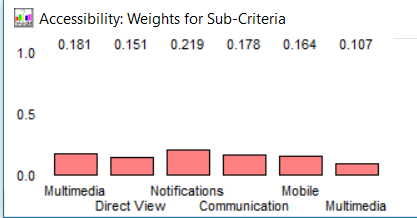 Accessibility: Weights for Sub-Criteria
0.181 0.151 0.219 0.178 0.164 0.107
1.0
0.5
0.0
Multimedia Notifications Mobile
Direct View Communication Multimedia